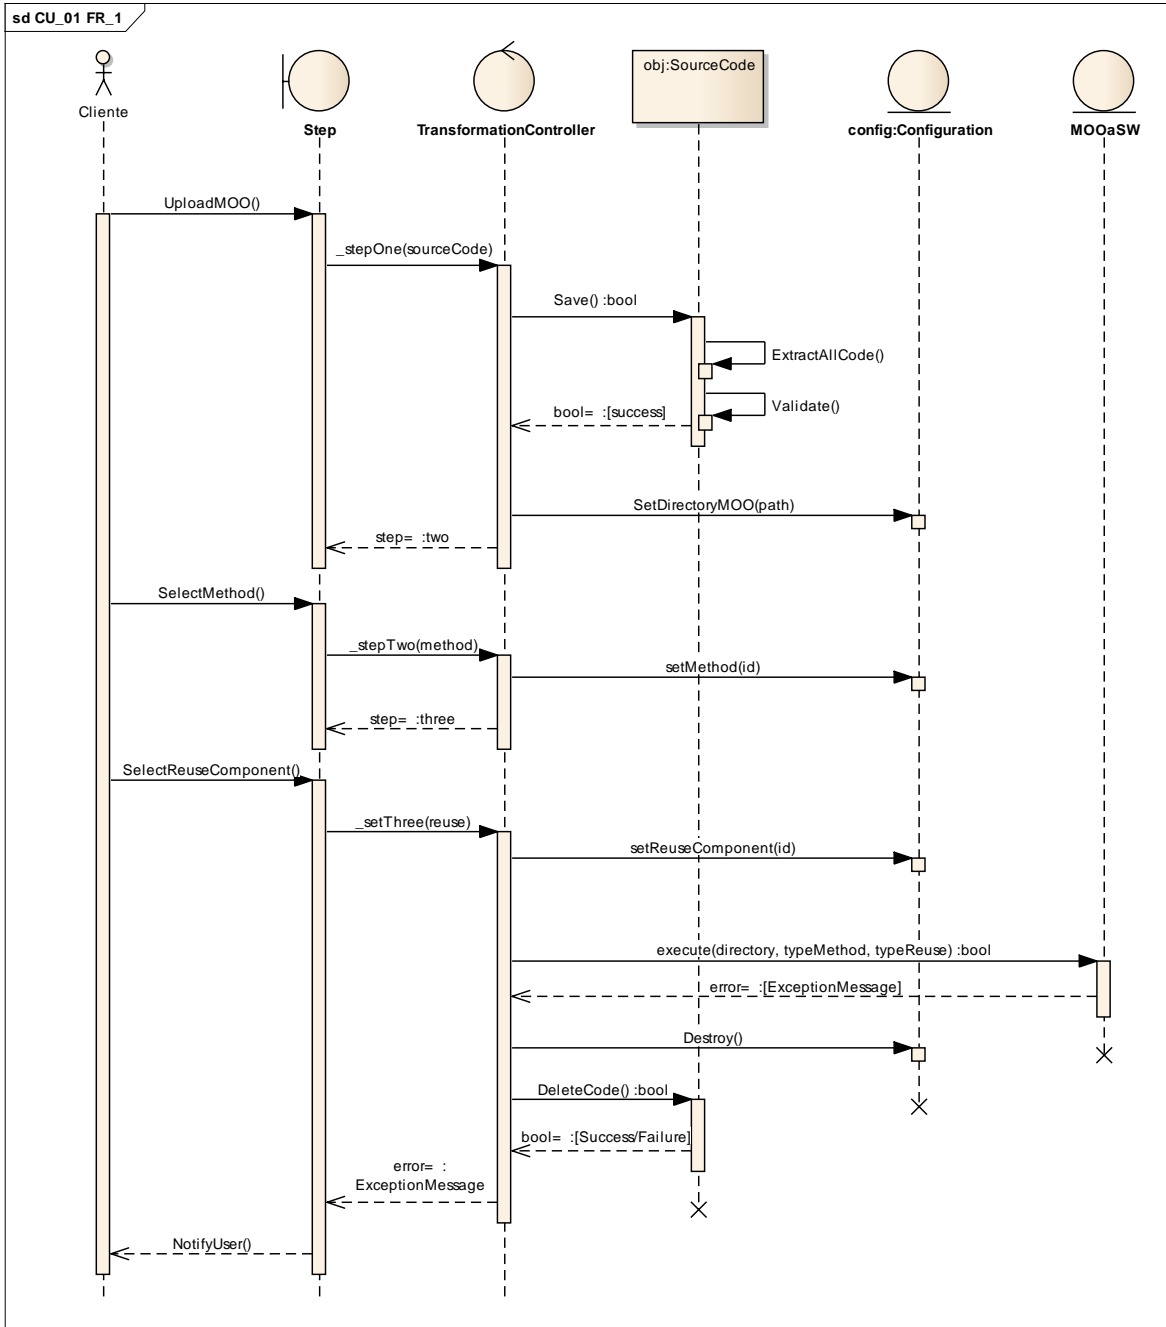 sd CU_01 FR_1
Cliente
Step
TransformationController
obj:SourceCode
config:Configuration
MOOaSW
UploadMOO()
_stepOne(sourceCode)
Save() :bool
ExtractAllCode()
Validate()
bool= :[success]
SetDirectoryMOO(path)
step= :two
SelectMethod()
_stepTwo(method)
setMethod(id)
step= :three
SelectReuseComponent()
_setThree(reuse)
setReuseComponent(id)
execute(directory, typeMethod, typeReuse) :bool
error= :[ExceptionMessage]
Destroy()
DeleteCode() :bool
bool= :[Success/Failure]
error= :
ExceptionMessage
NotifyUser()